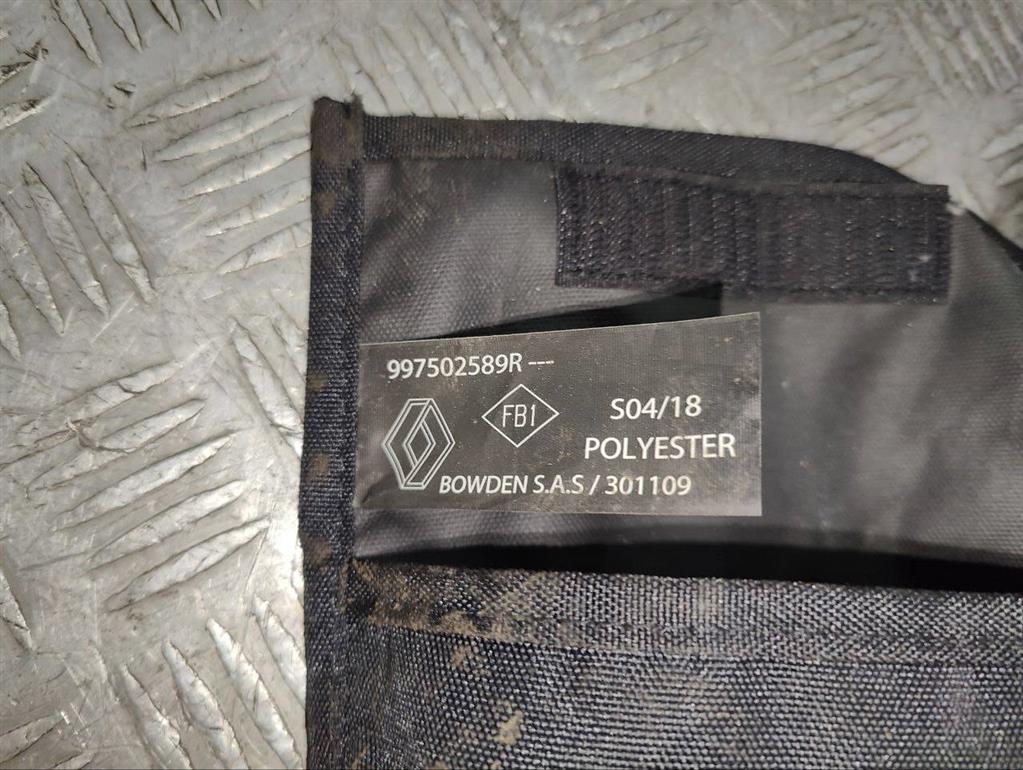 997502589R ---
FB1
S04/18
POLYESTER
BOWDEN S.A.S / 301109